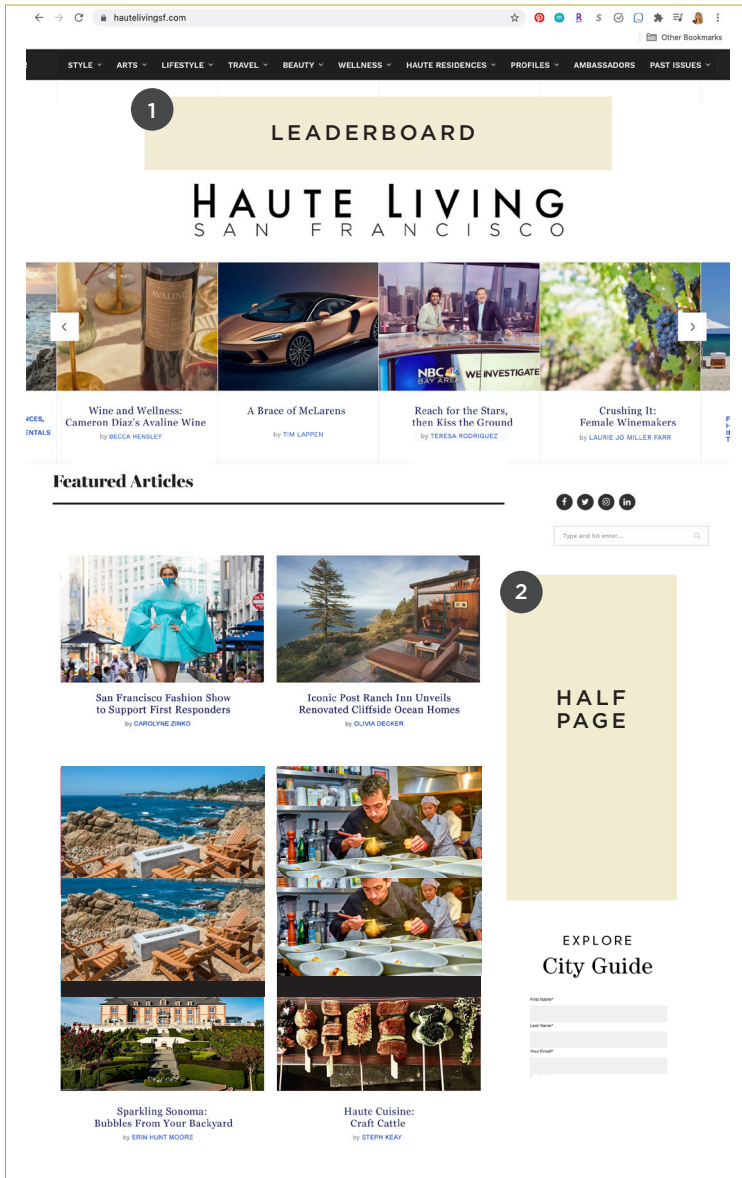 hautelivingsf.com
Other Bookmarks
STYLE ARTS LIFESTYLE TRAVEL BEAUTY WELLNESS HAUTE RESIDENCES PROFILES AMBASSADORS PAST ISSUES
1
LEADERBOARD
HAUTE LIVING
SAN FRANCISCO
AVALINE
NBC
BAY AREA
WE INVESTIGATE
NCES,
ENTALS
Wine and Wellness:
Cameron Diaz's Avaline Wine
by BECCA HENSLEY
A Brace of McLarens
by TIM LAPPEN
Reach for the Stars,
then Kiss the Ground
by TERESA RODRIGUEZ
Crushing It:
Female Winemakers
by LAURIE JO MILLER FARR
Featured Articles
Type and hit enter...
2
HALF
PAGE
San Francisco Fashion Show
to Support First Responders
by CAROLYNE ZINKO
Iconic Post Ranch Inn Unveils
Renovated Cliffside Ocean Homes
by OLIVIA DECKER
EXPLORE
City Guide
First Name*
Last Name*
Your Email*
Sparkling Sonoma:
Bubbles From Your Backyard
by ERIN HUNT MOORE
Haute Cuisine:
Craft Cattle
by STEPH KEAY